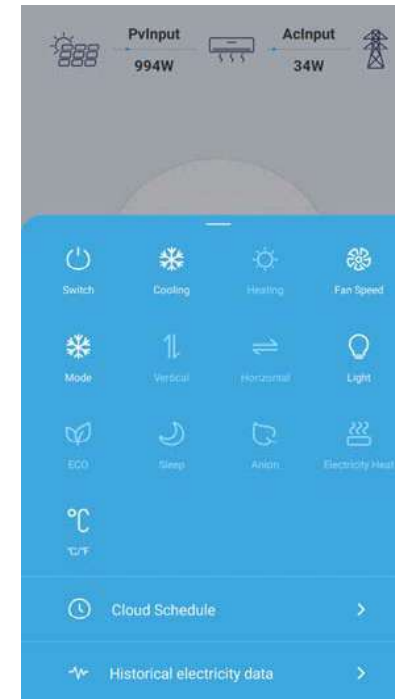 PvInput
AcInput
994W
34W
Switch
Cooling
Heating
Fan Speed
Mode
Vertical
Horizontal
Light
ECO
Sleep
Anion
Electricity Heat
°C
°C/°F
Cloud Schedule
Historical electricity data